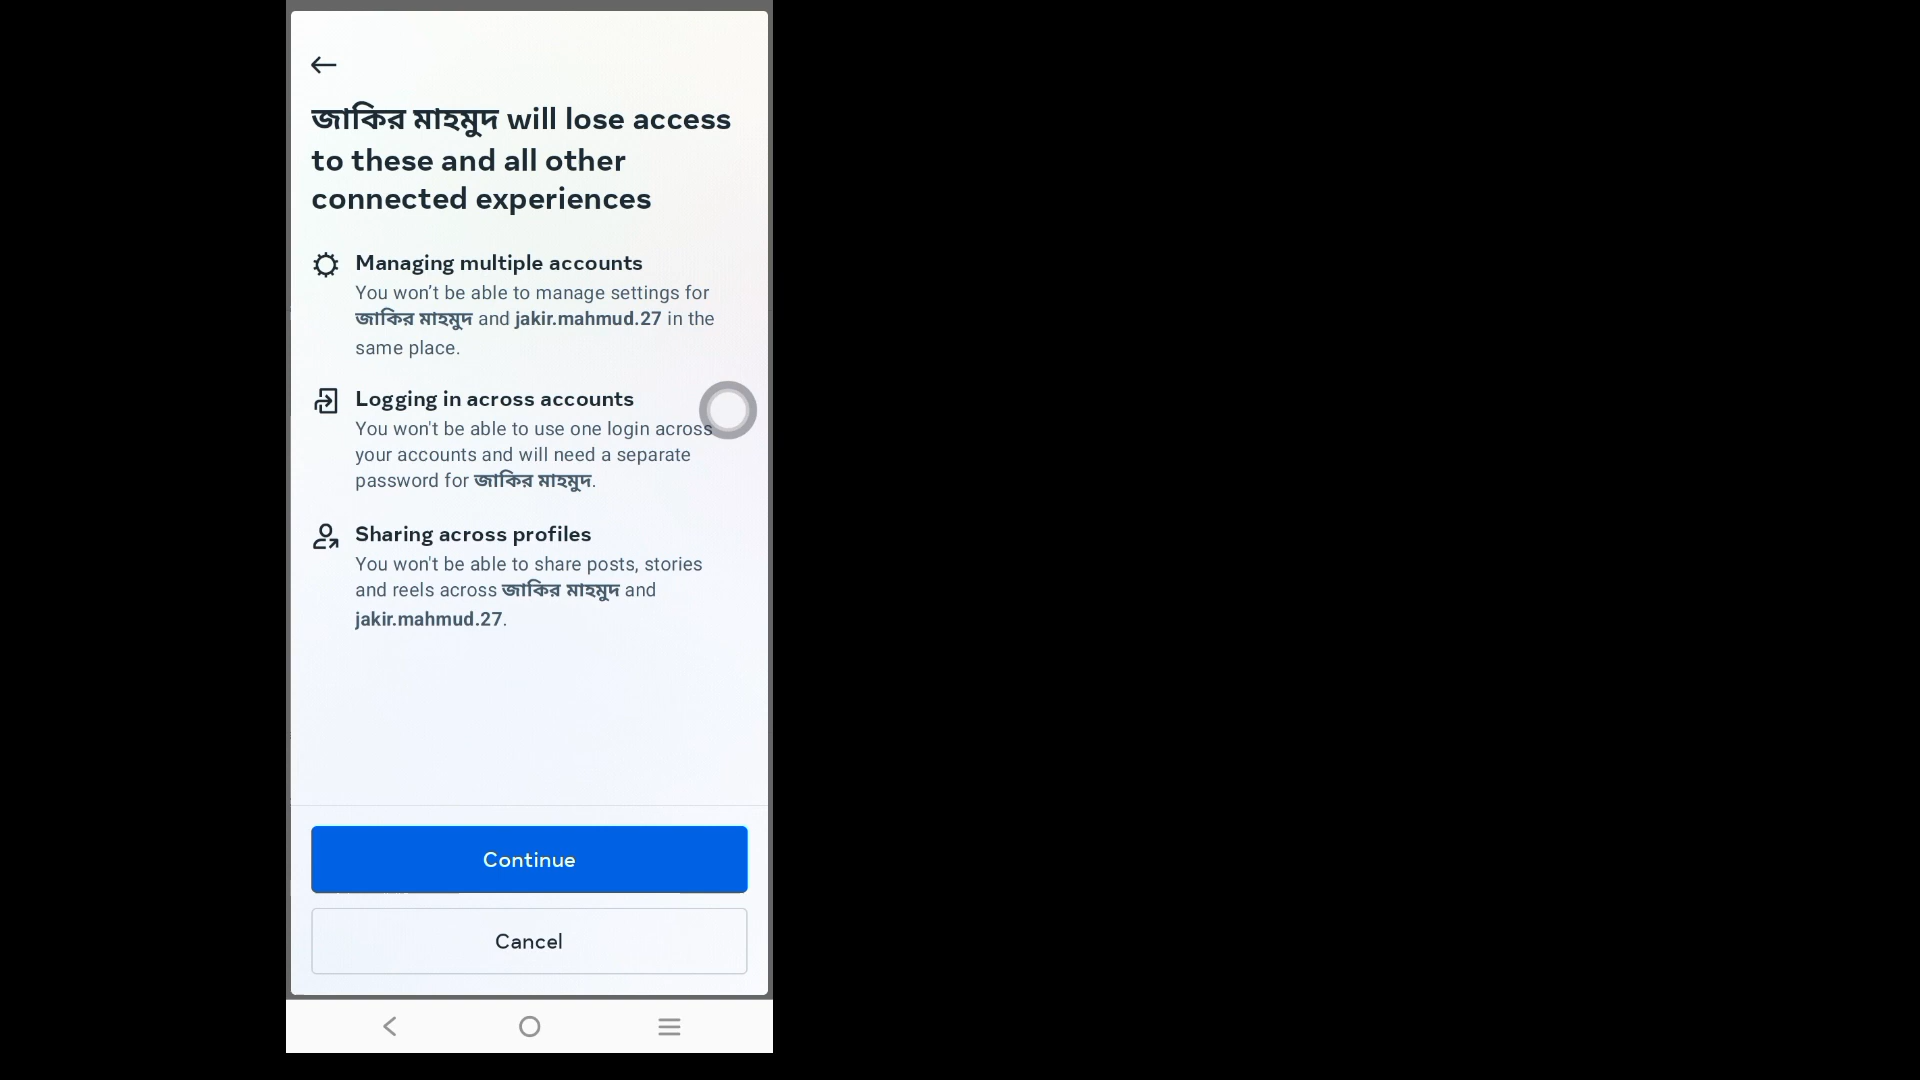 জাকির মাহমুদ will lose access
to these and all other
connected experiences
Managing multiple accounts
You won’t be able to manage settings for
জাকির মাহমুদ and jakir.mahmud.27 in the
same place.
Logging in across accounts
You won't be able to use one login across
your accounts and will need a separate
password for জাকির মাহমুদ.
Sharing across profiles
You won't be able to share posts, stories
and reels across জাকির মাহমুদ and
jakir.mahmud.27.
Continue
Cancel